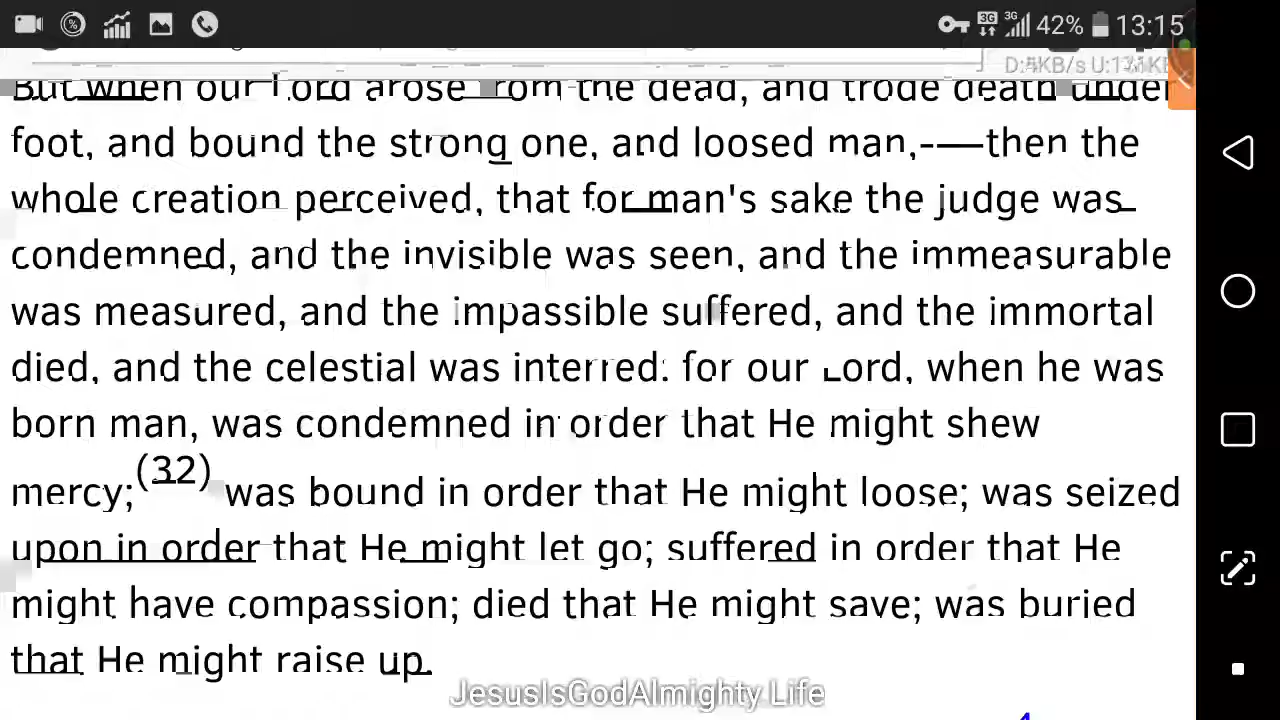 3G 3G 42% 13:15
D:5KB/s
But when our Lord arose from the dead, and trode death under
foot, and bound the strong one, and loosed man,-—then the
whole creation perceived, that for man's sake the judge was
condemned, and the invisible was seen, and the immeasurable
was measured, and the impassible suffered, and the immortal
died, and the celestial was interred: for our Lord, when he was
born man, was condemned in order that He might shew
mercy;(32) was bound in order that He might loose; was seized
upon in order that He might let go; suffered in order that He
might have compassion; died that He might save; was buried
that He might raise up.
JesusIsGodAlmighty Life